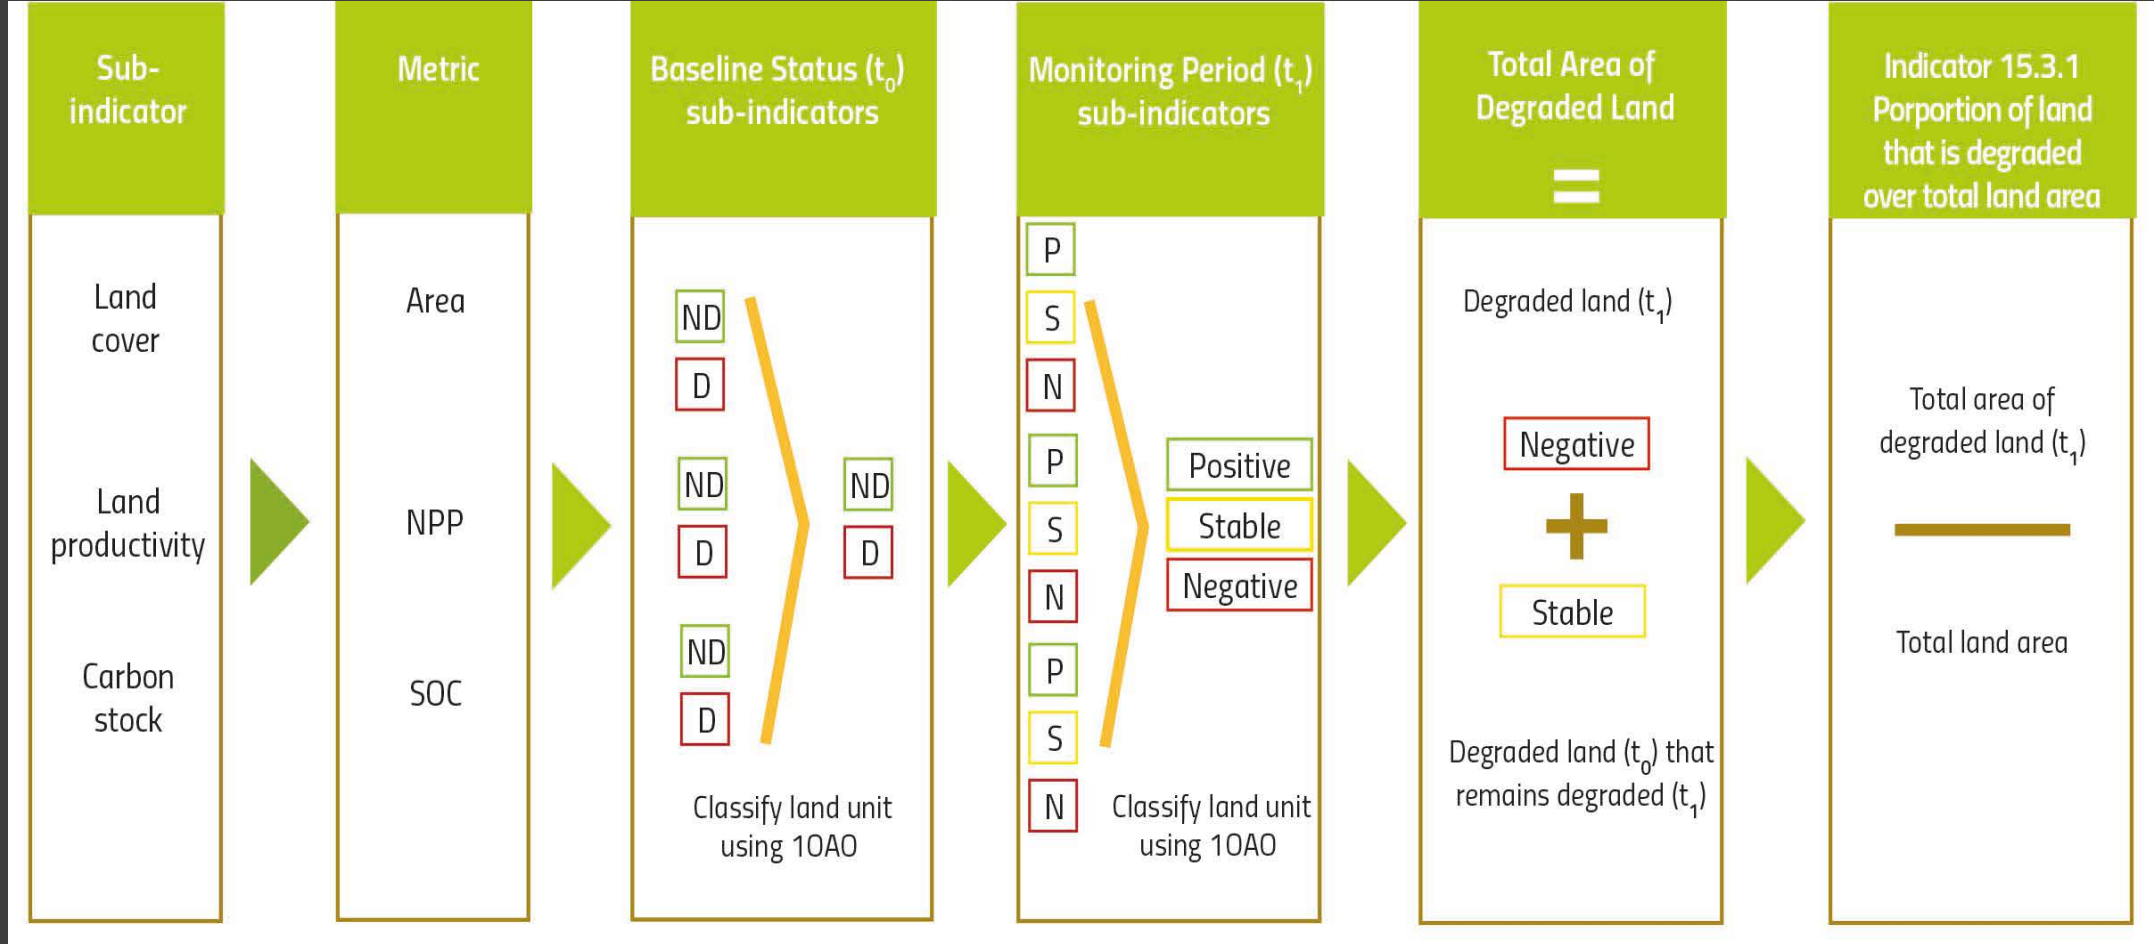 Sub-
indicator
Land
cover
Land
productivity
Carbon
stock
Metric
Area
NPP
SOC
Baseline Status (t0)
sub-indicators
ND
D
ND
D
ND
D
ND
D
Classify land unit
using 1OAO
Monitoring Period (t1)
sub-indicators
P
S
N
P
S
N
P
S
N
Positive
Stable
Negative
Classify land unit
using 1OAO
Total Area of
Degraded Land
=
Degraded land (t1)
Negative
+
Stable
Degraded land (t0) that
remains degraded (t1)
Indicator 15.3.1
Porportion of land
that is degraded
over total land area
Total area of
degraded land (t1)
Total land area